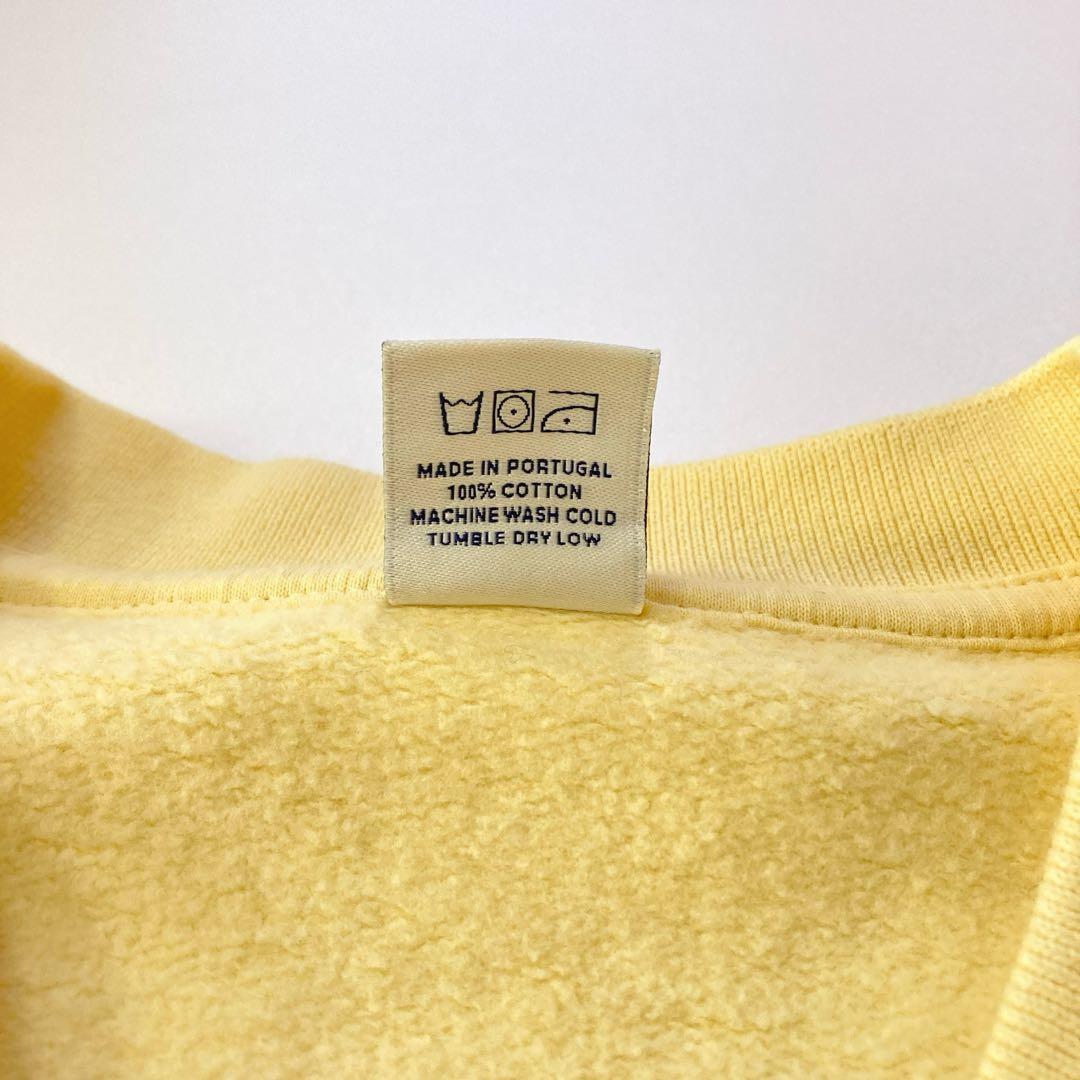 MADE IN PORTUGAL
100% COTTON
MACHINE WASH COLD
TUMBLE DRY LOW